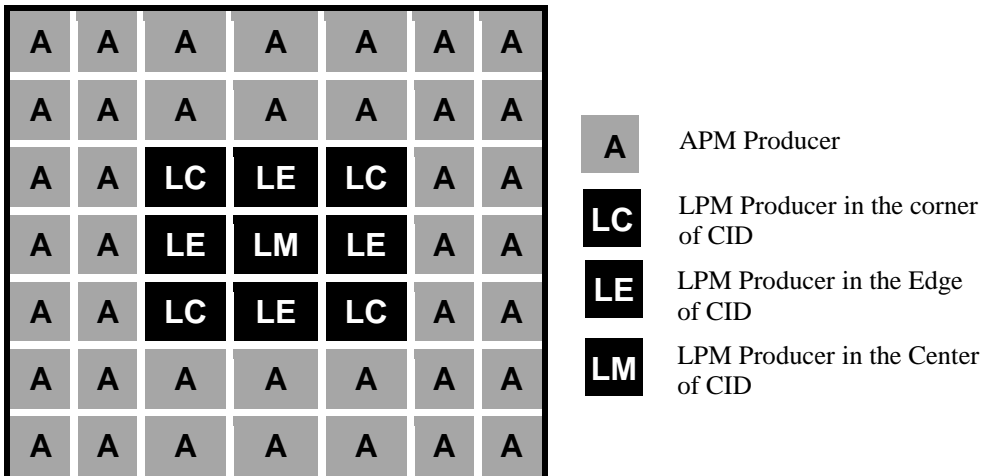 A A A A A A A
A A A A A A A
A A LC LE LC A A
A A LE LM LE A A
A A LC LE LC A A
A A A A A A A
A A A A A A A
A APM Producer
LC LPM Producer in the corner
of CID
LE LPM Producer in the Edge
of CID
LM LPM Producer in the Center
of CID